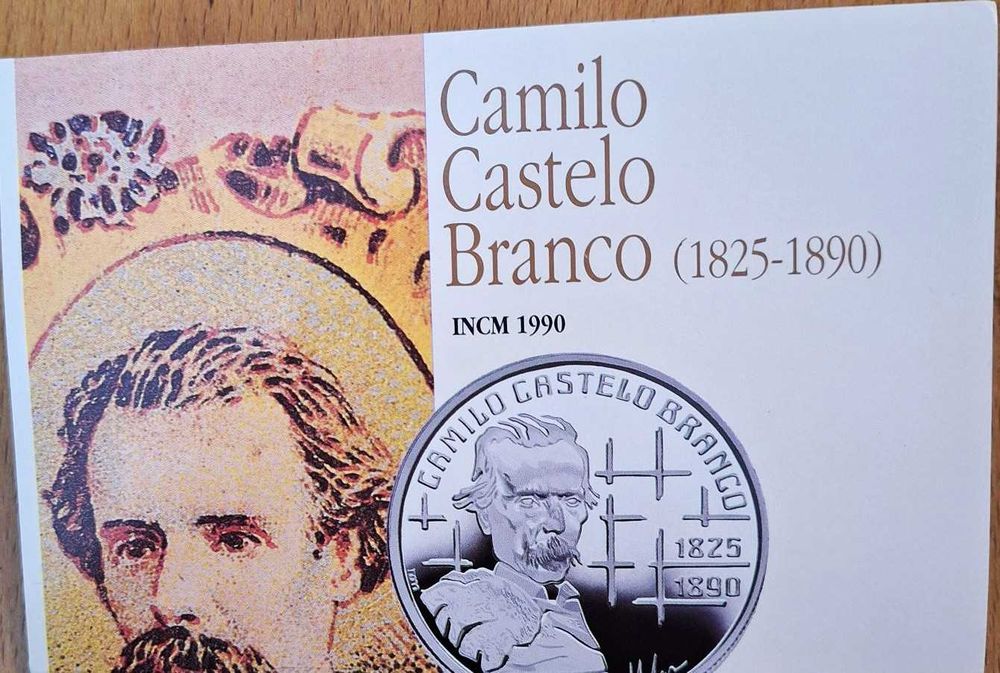 Camilo
Castelo
Branco (1825-1890)
INCM 1990
CAMILO CASTELO BRANCO
1825
1890